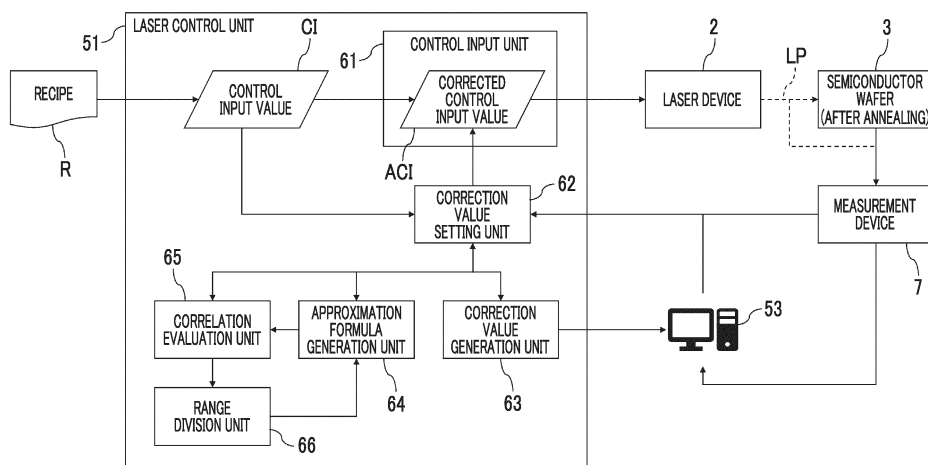 51
LASER CONTROL UNIT
CI
61
CONTROL INPUT UNIT
2
LP
3
RECIPE
R
CONTROL
INPUT VALUE
CORRECTED
CONTROL
INPUT VALUE
ACI
LASER DEVICE
SEMICONDUCTOR
WAFER
(AFTER ANNEALING)
62
CORRECTION
VALUE
SETTING UNIT
MEASUREMENT
DEVICE
7
65
CORRELATION
EVALUATION UNIT
APPROXIMATION
FORMULA
GENERATION UNIT
64
CORRECTION
VALUE
GENERATION UNIT
63
53
RANGE
DIVISION UNIT
66